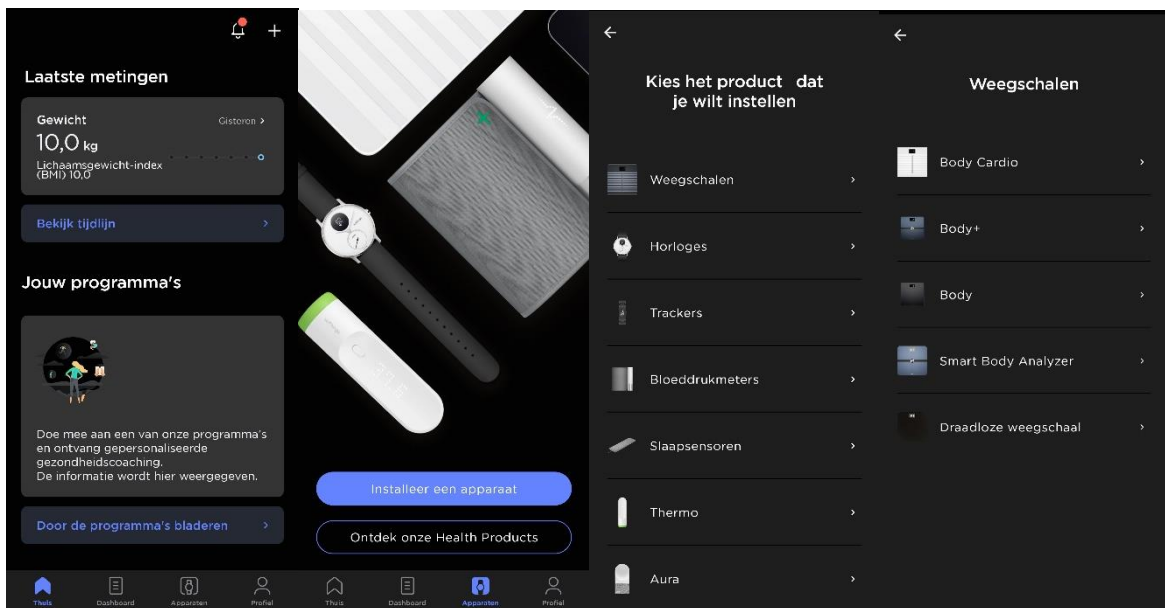 Laatste metingen
Gewicht
Gisteren >
10,0 kg
Lichaamsgewicht-index
(BMI) 10,0
Bekijk tijdlijn
Jouw programma's
Doe mee aan een van onze programma's
en ontvang gepersonaliseerde
gezondheidscoaching.
De informatie wordt hier weergegeven.
Door de programma's bladeren
Thuis
Dashboard
Apparaten
Profiel
Installeer een apparaat
Ontdek onze Health Products
Thuis
Dashboard
Apparaten
Profiel
Kies het product dat
je wilt instellen
Weegschalen
Horloges
Trackers
Bloeddrukmeters
Slaapsensoren
Thermo
Aura
Weegschalen
Body Cardio
Body+
Body
Smart Body Analyzer
Draadloze weegschaal